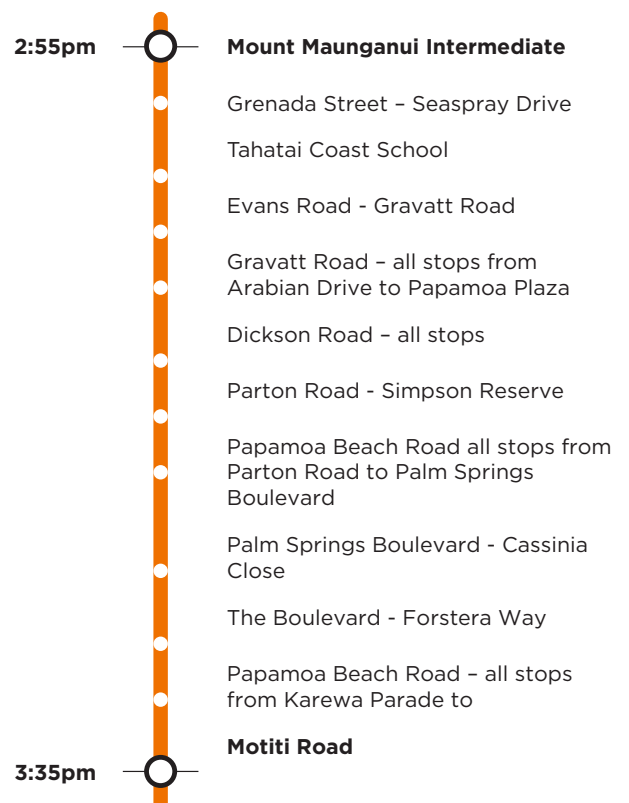 2:55pm Mount Maunganui Intermediate
Grenada Street – Seaspray Drive
Tahatai Coast School
Evans Road - Gravatt Road
Gravatt Road – all stops from
Arabian Drive to Papamoa Plaza
Dickson Road – all stops
Parton Road - Simpson Reserve
Papamoa Beach Road all stops from
Parton Road to Palm Springs
Boulevard
Palm Springs Boulevard - Cassinia
Close
The Boulevard - Forstera Way
Papamoa Beach Road – all stops
from Karewa Parade to
Motiti Road
3:35pm